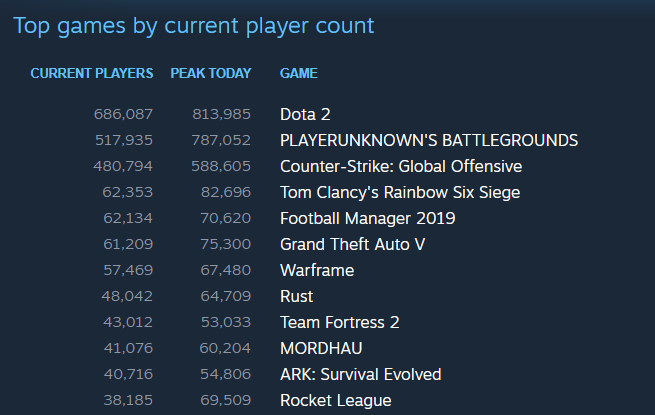 Top games by current player count
CURRENT PLAYERS PEAK TODAY GAME
686,087 813,985 Dota 2
517,935 787,052 PLAYERUNKNOWN'S BATTLEGROUNDS
480,794 588,605 Counter-Strike: Global Offensive
62,353 82,696 Tom Clancy's Rainbow Six Siege
62,134 70,620 Football Manager 2019
61,209 75,300 Grand Theft Auto V
57,469 67,480 Warframe
48,042 64,709 Rust
43,012 53,033 Team Fortress 2
41,076 60,204 MORDHAU
40,716 54,806 ARK: Survival Evolved
38,185 69,509 Rocket League